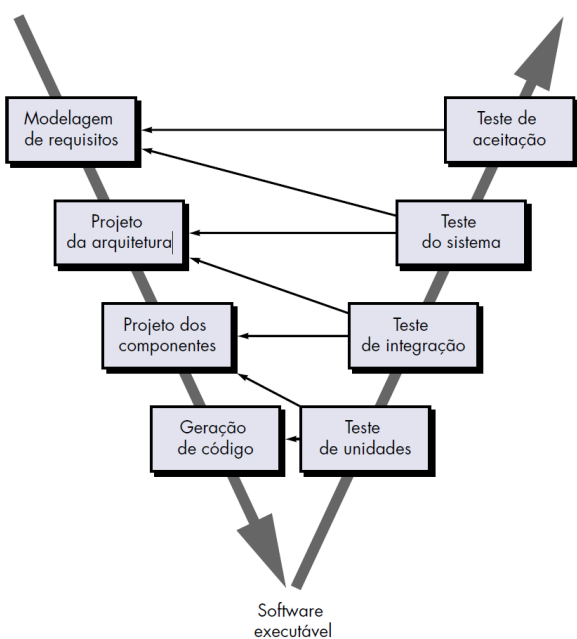 Modelagem
de requisitos
Teste de
aceitação
Projeto
da arquitetura
Teste
do sistema
Projeto dos
componentes
Teste
de integração
Geração
de código
Teste
de unidades
Software
executável